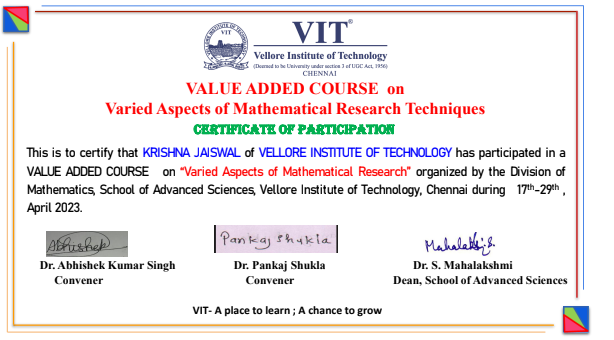 VIT®
Vellore Institute of Technology
(Deemed to be University under section 3 of UGC Act, 1956)
CHENNAI
VALUE ADDED COURSE on
Varied Aspects of Mathematical Research Techniques
CERTIFICATE OF PARTICIPATION
This is to certify that KRISHNA JAISWAL of VELLORE INSTITUTE OF TECHNOLOGY has participated in a
VALUE ADDED COURSE on "Varied Aspects of Mathematical Research" organized by the Division of
Mathematics, School of Advanced Sciences, Vellore Institute of Technology, Chennai during 17th-29th ,
April 2023.
Abhishek Pankaj Shukla Mahalakshmi S.
Dr. Abhishek Kumar Singh Dr. Pankaj Shukla Dr. S. Mahalakshmi
Convener Convener Dean, School of Advanced Sciences
VIT- A place to learn ; A chance to grow